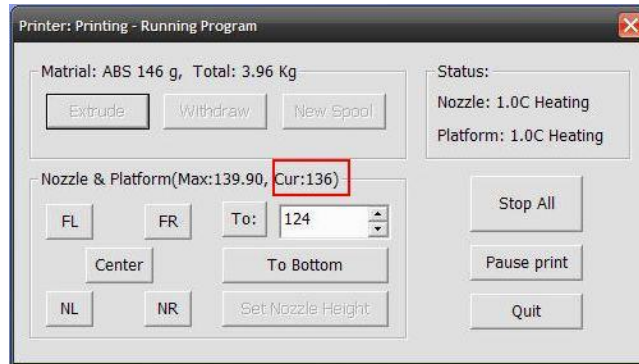 Printer: Printing - Running Program
Matrial: ABS 146 g, Total: 3.96 Kg
Extrude
Withdraw
New Spool
Status:
Nozzle: 1.0C Heating
Platform: 1.0C Heating
Nozzle & Platform(Max:139.90, Cur:136)
FL
FR
To:
124
Center
To Bottom
NL
NR
Set Nozzle Height
Stop All
Pause print
Quit